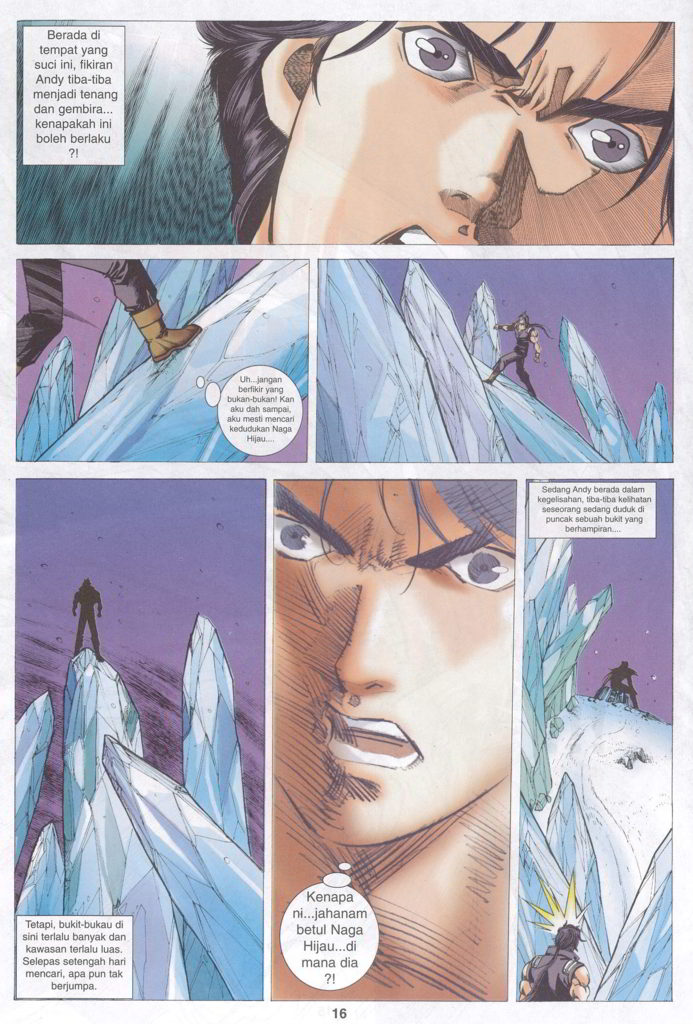 Berada di
tempat yang
suci ini, fikiran
Andy tiba-tiba
menjadi tenang
dan gembira...
kenapakah ini
boleh berlaku
?!
Uh...jangan
berfikir yang
bukan-bukan! Kan
aku dah sampai,
aku mesti mencari
kedudukan Naga
Hijau....
Tetapi, bukit-bukau di
sini terlalu banyak dan
kawasan terlalu luas.
Selepas setengah hari
mencari, apa pun tak
berjumpa.
Kenapa
ni...jahanam
betul Naga
Hijau...di
mana dia
?!
Sedang Andy berada dalam
kegelisahan, tiba-tiba kelihatan
seseorang sedang duduk di
puncak sebuah bukit yang
berhampiran....
16